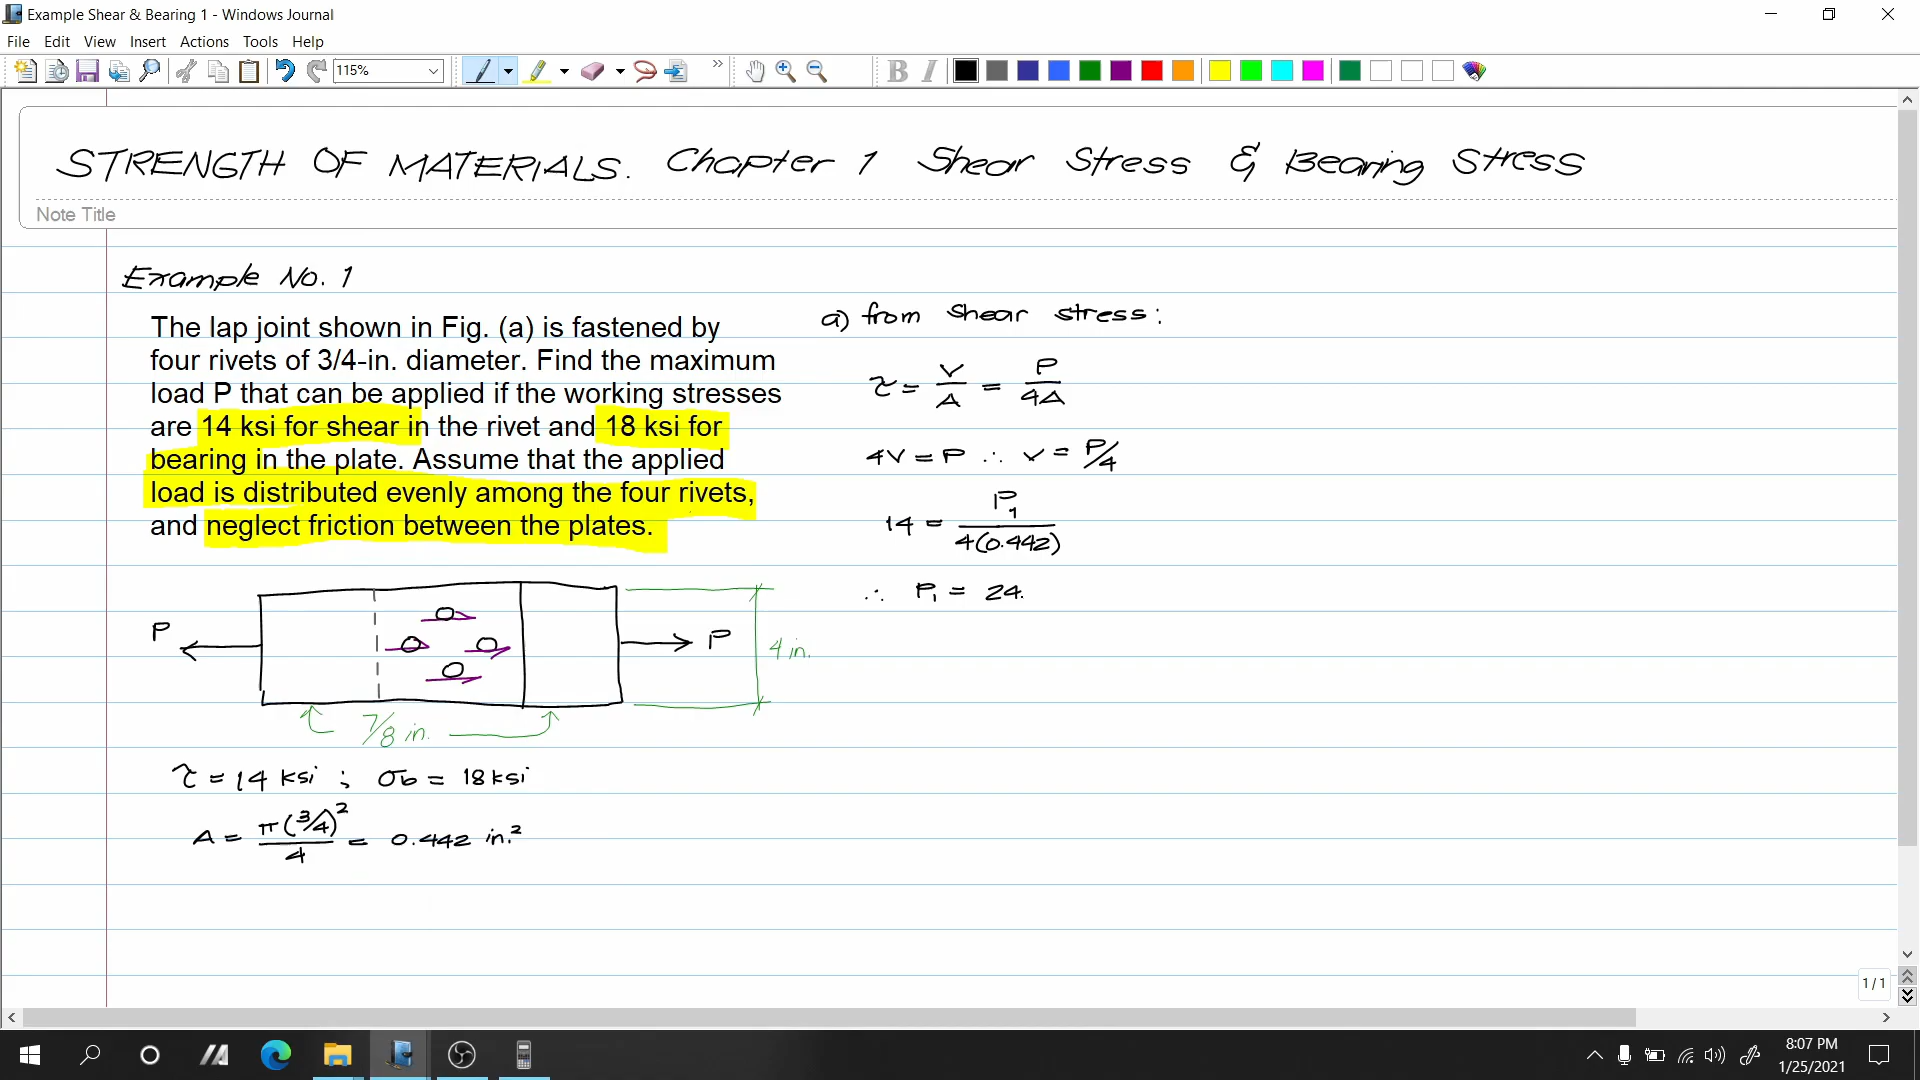 Example Shear & Bearing 1 - Windows Journal
File Edit View Insert Actions Tools Help
115%
B I
STRENGTH OF MATERIALS. Chapter 1 Shear Stress & Bearing Stress
Note Title
Example No. 1
The lap joint shown in Fig. (a) is fastened by
four rivets of 3/4-in. diameter. Find the maximum
load P that can be applied if the working stresses
are 14 ksi for shear in the rivet and 18 ksi for
bearing in the plate. Assume that the applied
load is distributed evenly among the four rivets,
and neglect friction between the plates.
P
P
4 in.
7/8 in.
τ = 14 ksi ; σb = 18 ksi
A = π(3/4)² / 4 = 0.442 in.²
a) from shear stress :
τ = V/A = P/4A
4V = P ∴ V = P/4
14 = P₁ / 4(0.442)
∴ P₁ = 24.
1 / 1
8:07 PM
1/25/2021